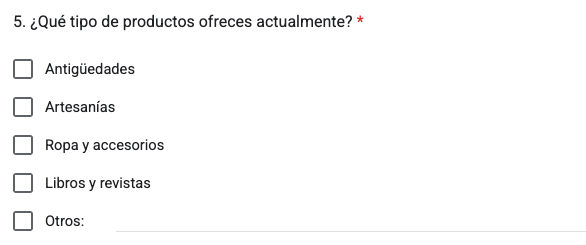 5. ¿Qué tipo de productos ofreces actualmente? *
Antigüedades
Artesanías
Ropa y accesorios
Libros y revistas
Otros: